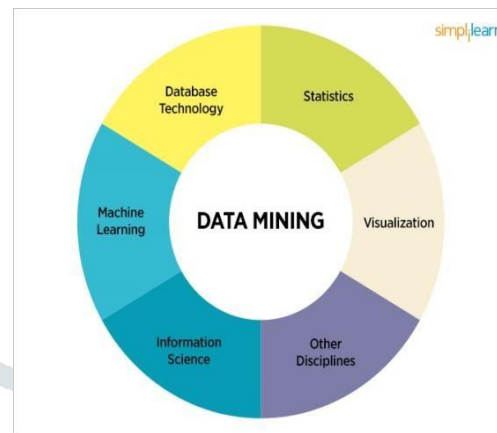 simplilearn
Database
Technology
Statistics
Machine
Learning
DATA MINING
Visualization
Information
Science
Other
Disciplines